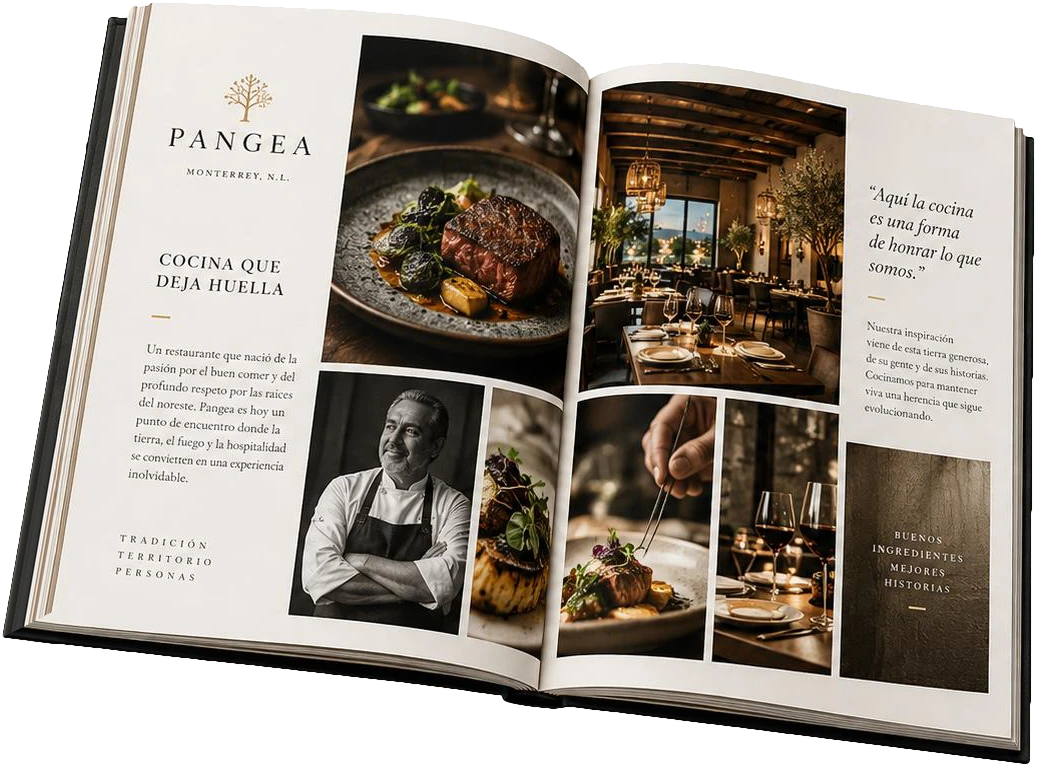 PANGEA
MONTERREY, N.L.
COCINA QUE
DEJA HUELLA
Un restaurante que nació de la
pasión por el buen comer y del
profundo respeto por las raíces
del noreste. Pangea es hoy un
punto de encuentro donde la
tierra, el fuego y la hospitalidad
se convierten en una experiencia
inolvidable.
TRADICIÓN
TERRITORIO
PERSONAS
“Aquí la cocina
es una forma
de honrar lo que
somos.”
Nuestra inspiración
viene de esta tierra generosa,
de su gente y de sus historias.
Cocinamos para mantener
viva una herencia que sigue
evolucionando.
BUENOS
INGREDIENTES
MEJORES
HISTORIAS